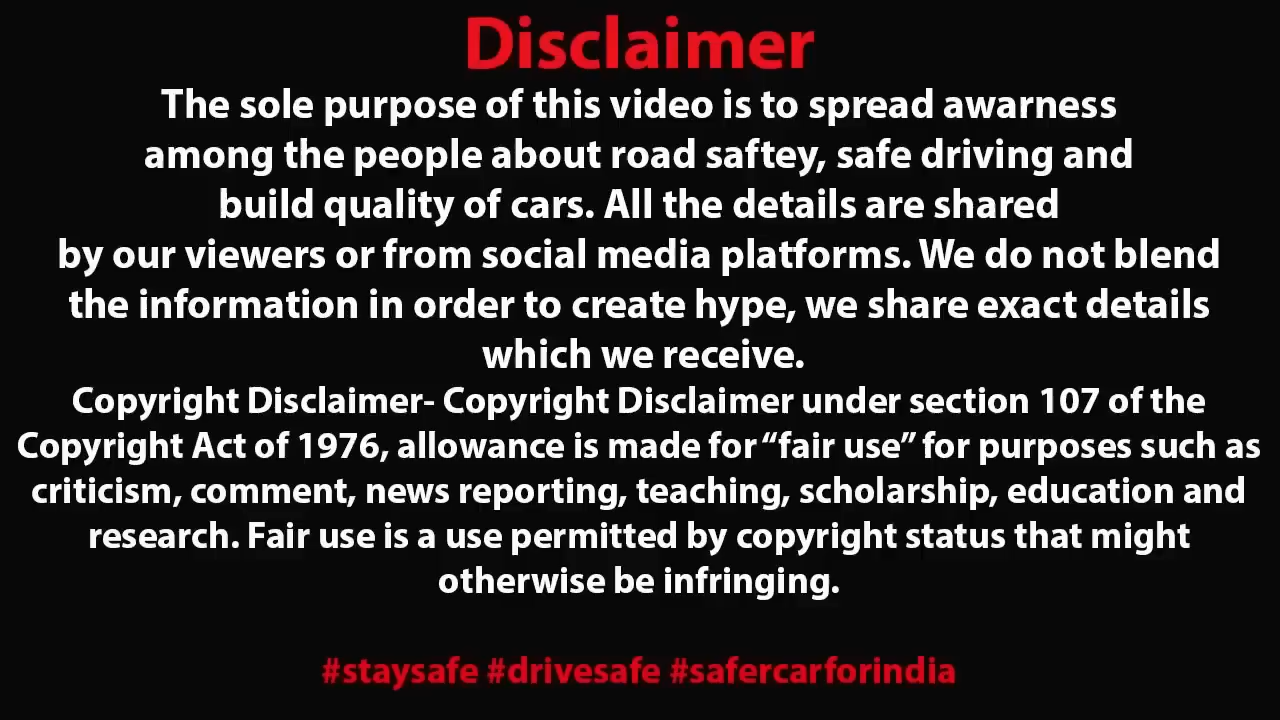 Disclaimer
The sole purpose of this video is to spread awarness
among the people about road saftey, safe driving and
build quality of cars. All the details are shared
by our viewers or from social media platforms. We do not blend
the information in order to create hype, we share exact details
which we receive.
Copyright Disclaimer- Copyright Disclaimer under section 107 of the
Copyright Act of 1976, allowance is made for “fair use” for purposes such as
criticism, comment, news reporting, teaching, scholarship, education and
research. Fair use is a use permitted by copyright status that might
otherwise be infringing.
#staysafe #drivesafe #safercarforindia